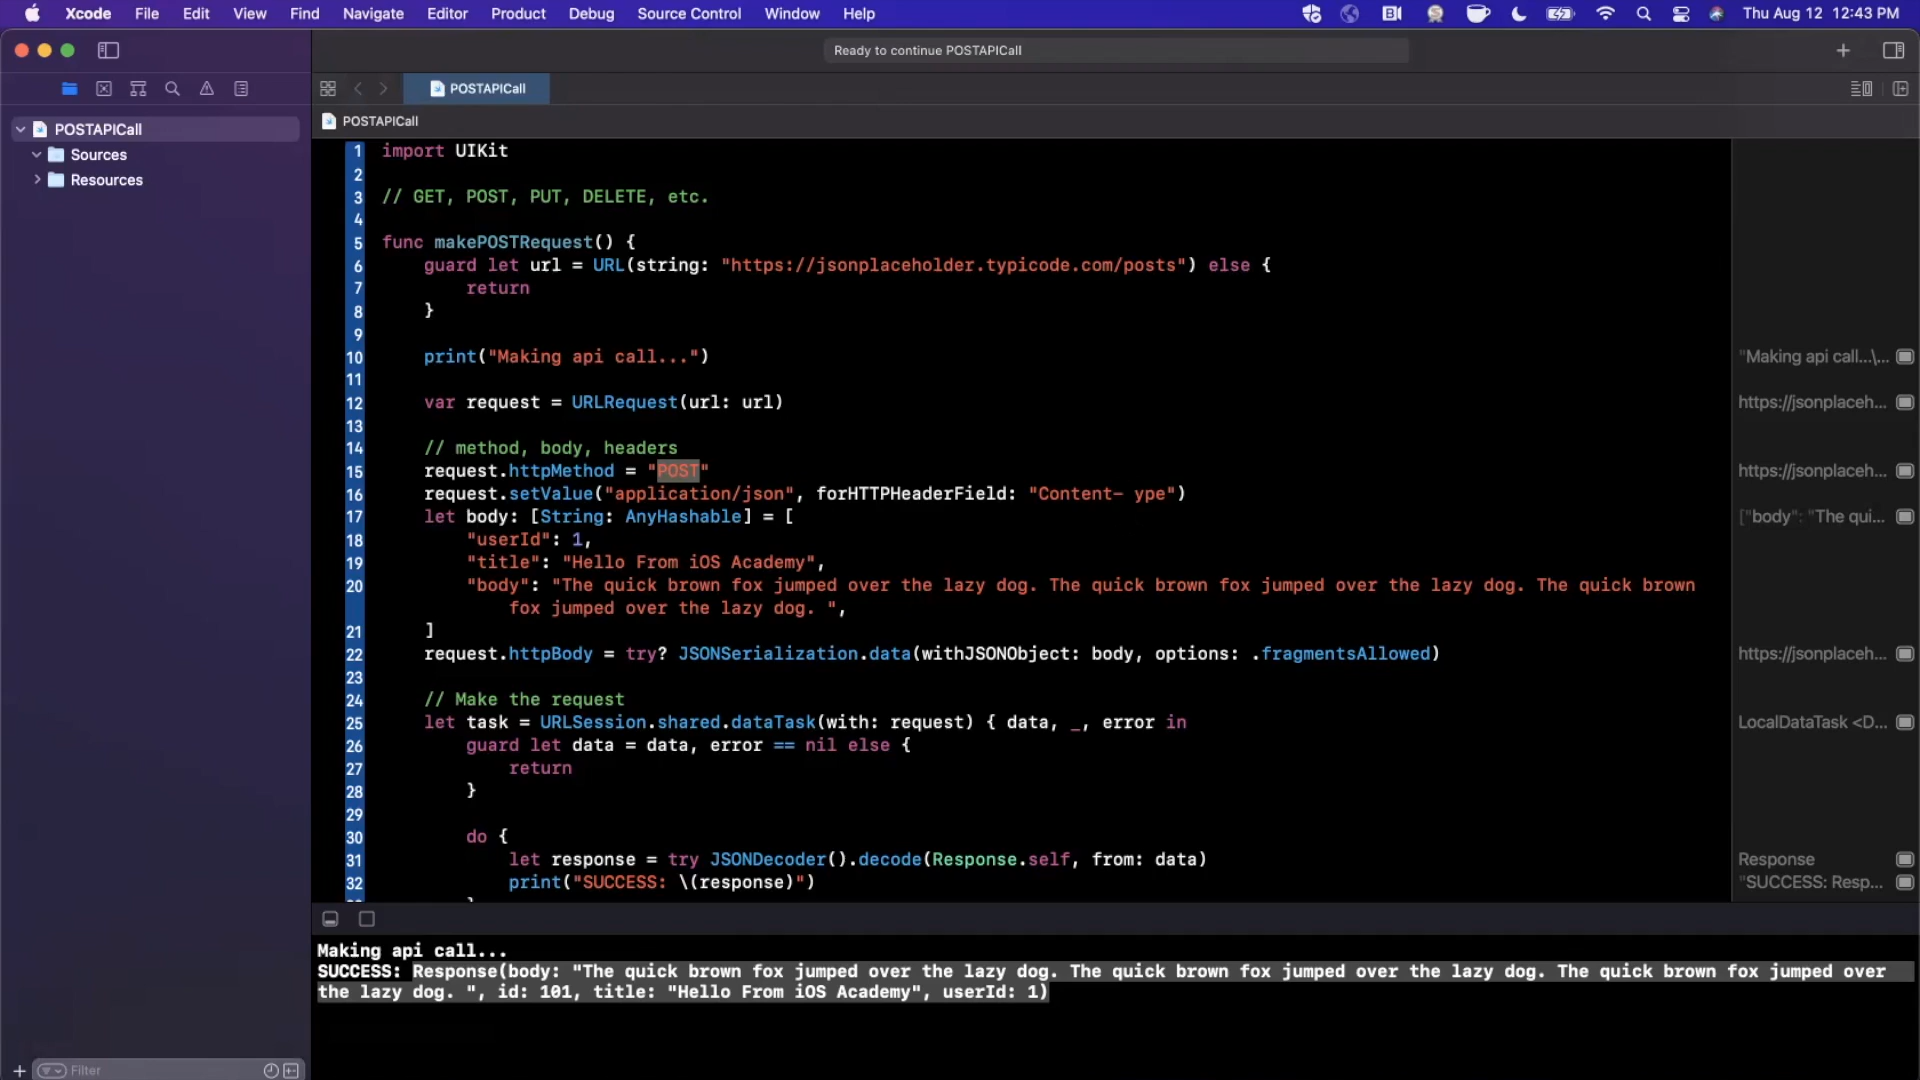 Xcode File Edit View Find Navigate Editor Product Debug Source Control Window Help Thu Aug 12 12:43 PM
Ready to continue POSTAPICall
POSTAPICall
POSTAPICall
POSTAPICall
Sources
Resources
1 import UIKit
2
3 // GET, POST, PUT, DELETE, etc.
4
5 func makePOSTRequest() {
6 guard let url = URL(string: "https://jsonplaceholder.typicode.com/posts") else {
7 return
8 }
9
10 print("Making api call...")
11
12 var request = URLRequest(url: url)
13
14 // method, body, headers
15 request.httpMethod = "POST"
16 request.setValue("application/json", forHTTPHeaderField: "Content- ype")
17 let body: [String: AnyHashable] = [
18 "userId": 1,
19 "title": "Hello From iOS Academy",
20 "body": "The quick brown fox jumped over the lazy dog. The quick brown fox jumped over the lazy dog. The quick brown
fox jumped over the lazy dog. ",
21 ]
22 request.httpBody = try? JSONSerialization.data(withJSONObject: body, options: .fragmentsAllowed)
23
24 // Make the request
25 let task = URLSession.shared.dataTask(with: request) { data, _, error in
26 guard let data = data, error == nil else {
27 return
28 }
29
30 do {
31 let response = try JSONDecoder().decode(Response.self, from: data)
32 print("SUCCESS: \(response)")
"Making api call...\...
https://jsonplaceh...
https://jsonplaceh...
["body": "The qui...
https://jsonplaceh...
LocalDataTask <D...
Response
"SUCCESS: Resp...
Making api call...
SUCCESS: Response(body: "The quick brown fox jumped over the lazy dog. The quick brown fox jumped over the lazy dog. The quick brown fox jumped over
the lazy dog. ", id: 101, title: "Hello From iOS Academy", userId: 1)
Filter